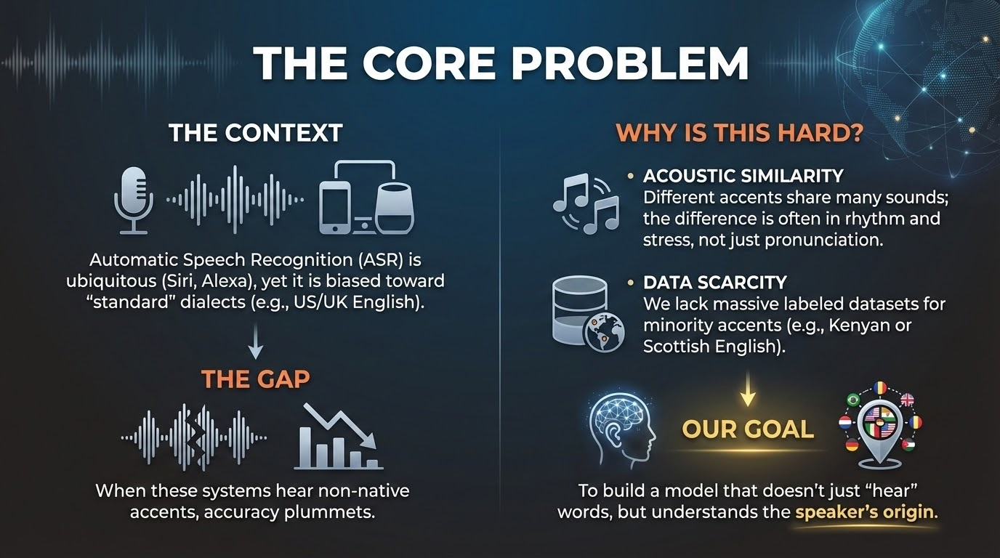 THE CORE PROBLEM
THE CONTEXT
Automatic Speech Recognition (ASR) is
ubiquitous (Siri, Alexa), yet it is biased toward
“standard” dialects (e.g., US/UK English).
THE GAP
When these systems hear non-native
accents, accuracy plummets.
WHY IS THIS HARD?
• ACOUSTIC SIMILARITY
Different accents share many sounds;
the difference is often in rhythm and
stress, not just pronunciation.
• DATA SCARCITY
We lack massive labeled datasets for
minority accents (e.g., Kenyan or
Scottish English).
OUR GOAL
To build a model that doesn’t just “hear”
words, but understands the speaker’s origin.